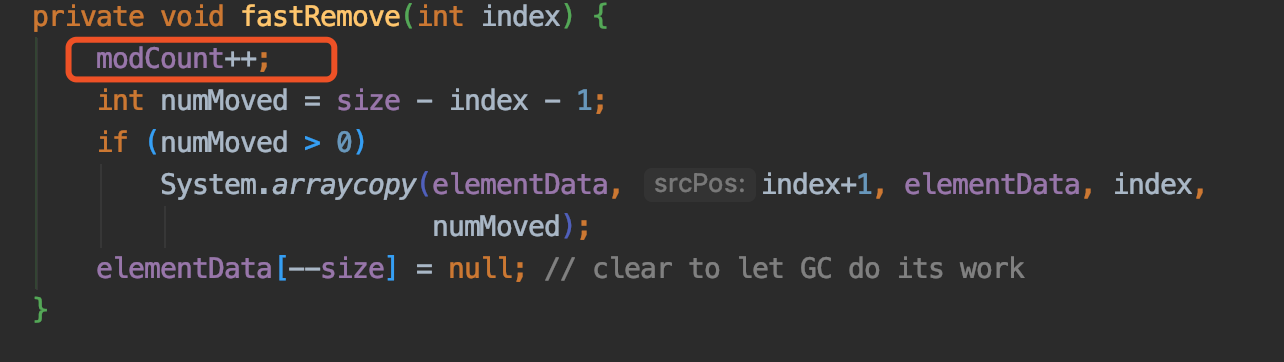 private void fastRemove(int index) {
modCount++;
int numMoved = size - index - 1;
if (numMoved > 0)
System.arraycopy(elementData, srcPos: index+1, elementData, index,
numMoved);
elementData[--size] = null; // clear to let GC do its work
}